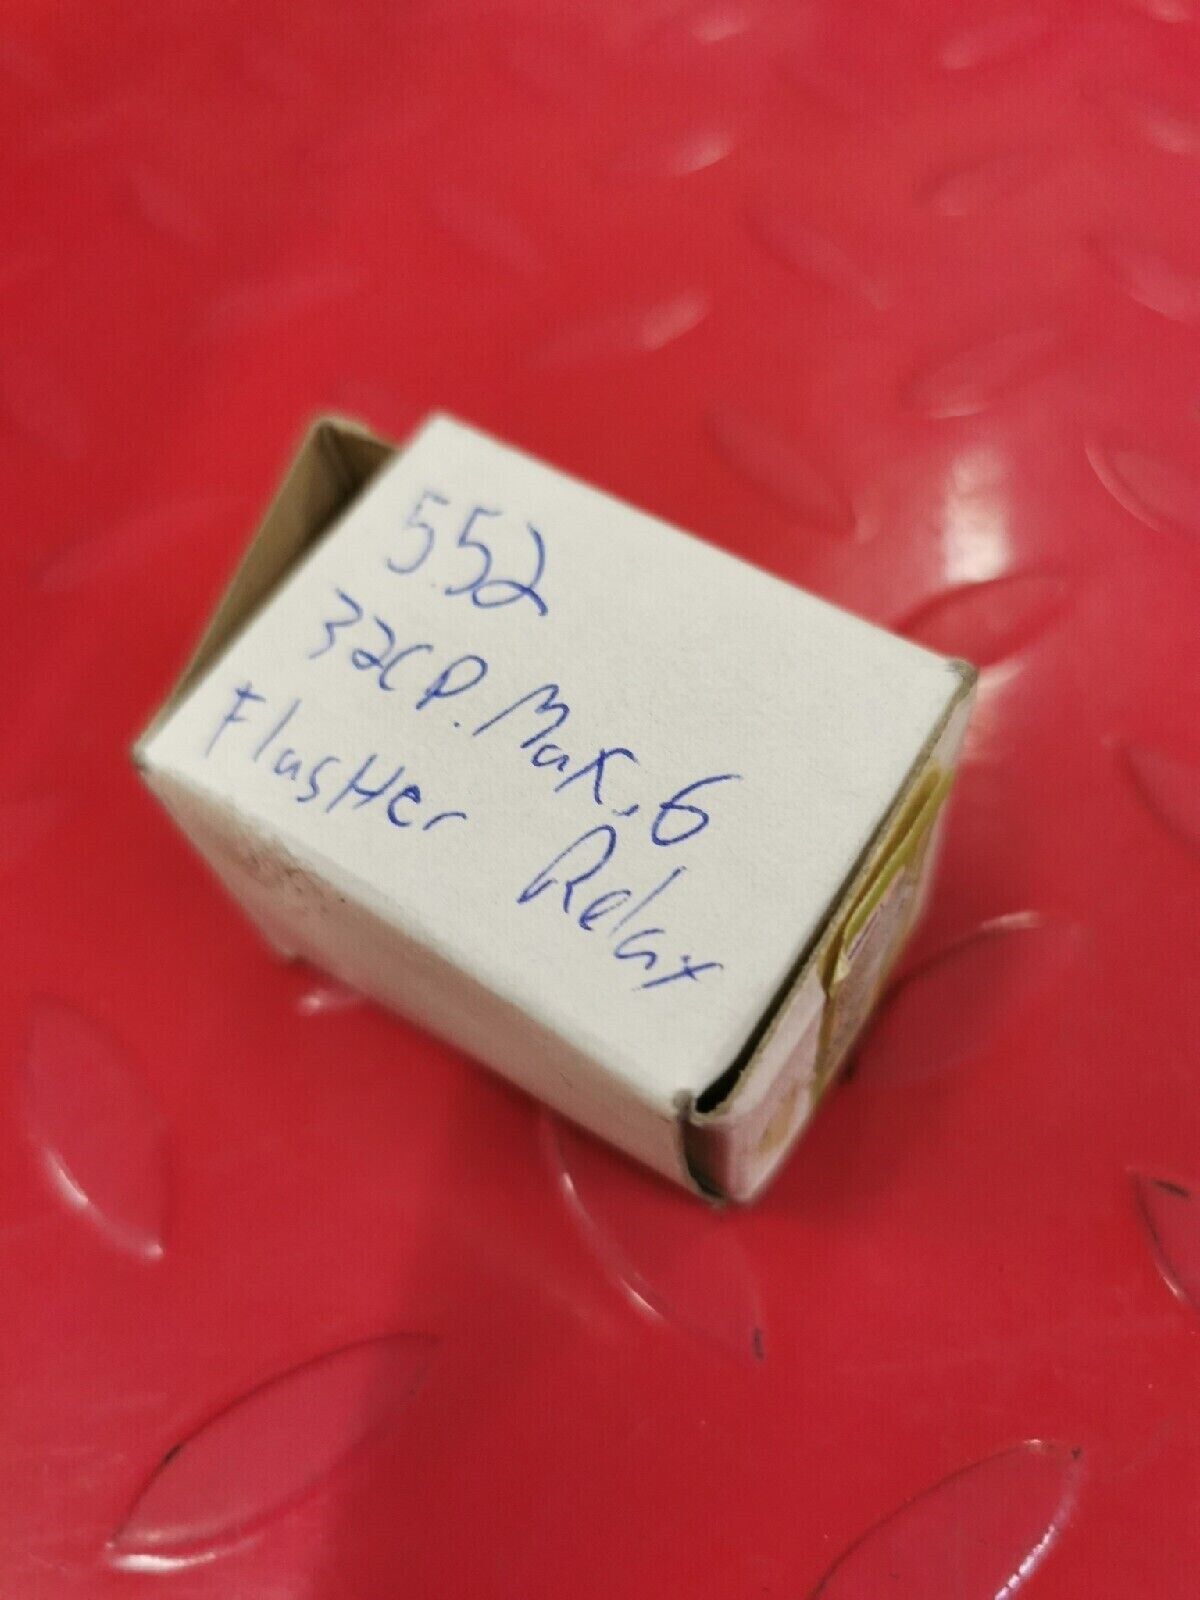 552
32CP. Max. 6
FlasHer Relay